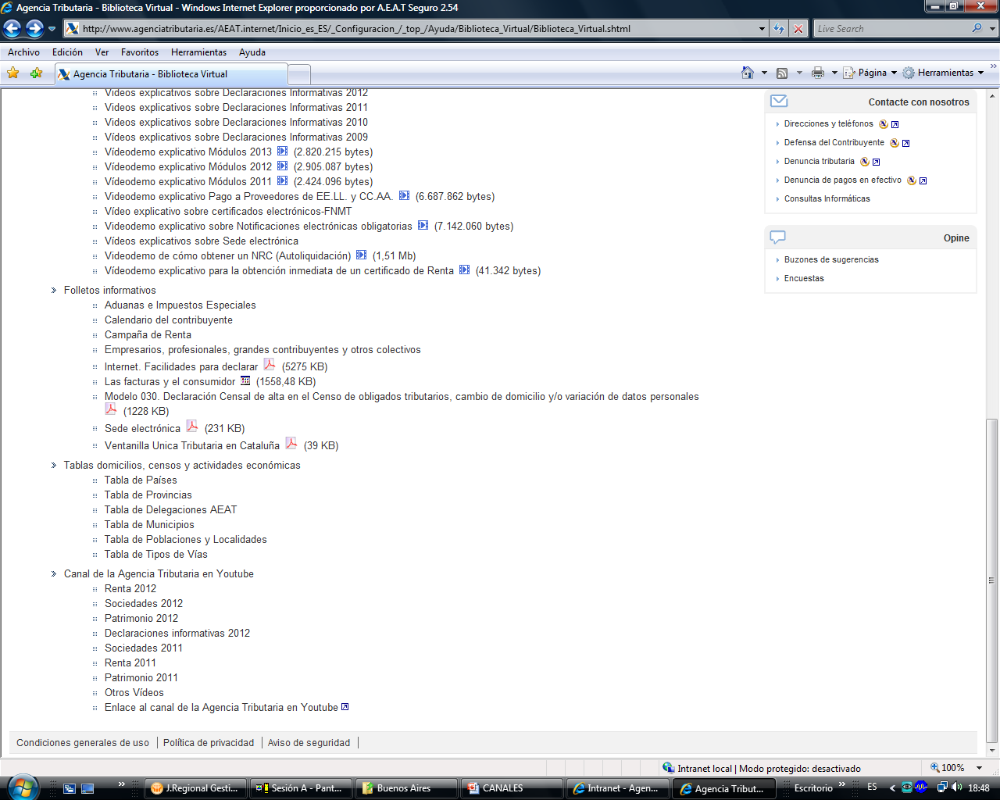 Agencia Tributaria - Biblioteca Virtual - Windows Internet Explorer proporcionado por A.E.A.T Seguro 2.54
http://www.agenciatributaria.es/AEAT.internet/Inicio_es_ES/_Configuracion_/_top_/Ayuda/Biblioteca_Virtual/Biblioteca_Virtual.shtml
Live Search
Archivo Edición Ver Favoritos Herramientas Ayuda
Agencia Tributaria - Biblioteca Virtual
Página Herramientas
Videos explicativos sobre Declaraciones Informativas 2012
Videos explicativos sobre Declaraciones Informativas 2011
Videos explicativos sobre Declaraciones Informativas 2010
Videos explicativos sobre Declaraciones Informativas 2009
Vídeodemo explicativo Módulos 2013 (2.820.215 bytes)
Vídeodemo explicativo Módulos 2012 (2.905.087 bytes)
Vídeodemo explicativo Módulos 2011 (2.424.096 bytes)
Videodemo explicativo Pago a Proveedores de EE.LL. y CC.AA. (6.687.862 bytes)
Vídeo explicativo sobre certificados electrónicos-FNMT
Videodemo explicativo sobre Notificaciones electrónicas obligatorias (7.142.060 bytes)
Vídeos explicativos sobre Sede electrónica
Videodemo de cómo obtener un NRC (Autoliquidación) (1,51 Mb)
Vídeodemo explicativo para la obtención inmediata de un certificado de Renta (41.342 bytes)
Folletos informativos
Aduanas e Impuestos Especiales
Calendario del contribuyente
Campaña de Renta
Empresarios, profesionales, grandes contribuyentes y otros colectivos
Internet. Facilidades para declarar (5275 KB)
Las facturas y el consumidor (1558,48 KB)
Modelo 030. Declaración Censal de alta en el Censo de obligados tributarios, cambio de domicilio y/o variación de datos personales
(1228 KB)
Sede electrónica (231 KB)
Ventanilla Unica Tributaria en Cataluña (39 KB)
Tablas domicilios, censos y actividades económicas
Tabla de Países
Tabla de Provincias
Tabla de Delegaciones AEAT
Tabla de Municipios
Tabla de Poblaciones y Localidades
Tabla de Tipos de Vías
Canal de la Agencia Tributaria en Youtube
Renta 2012
Sociedades 2012
Patrimonio 2012
Declaraciones informativas 2012
Sociedades 2011
Renta 2011
Patrimonio 2011
Otros Vídeos
Enlace al canal de la Agencia Tributaria en Youtube
Contacte con nosotros
Direcciones y teléfonos
Defensa del Contribuyente
Denuncia tributaria
Denuncia de pagos en efectivo
Consultas Informáticas
Opine
Buzones de sugerencias
Encuestas
Condiciones generales de uso Política de privacidad Aviso de seguridad
Intranet local | Modo protegido: desactivado 100%
J.Regional Gesti... Sesión A - Pant... Buenos Aires CANALES Intranet - Agen... Agencia Tribut... Escritorio ES 18:48